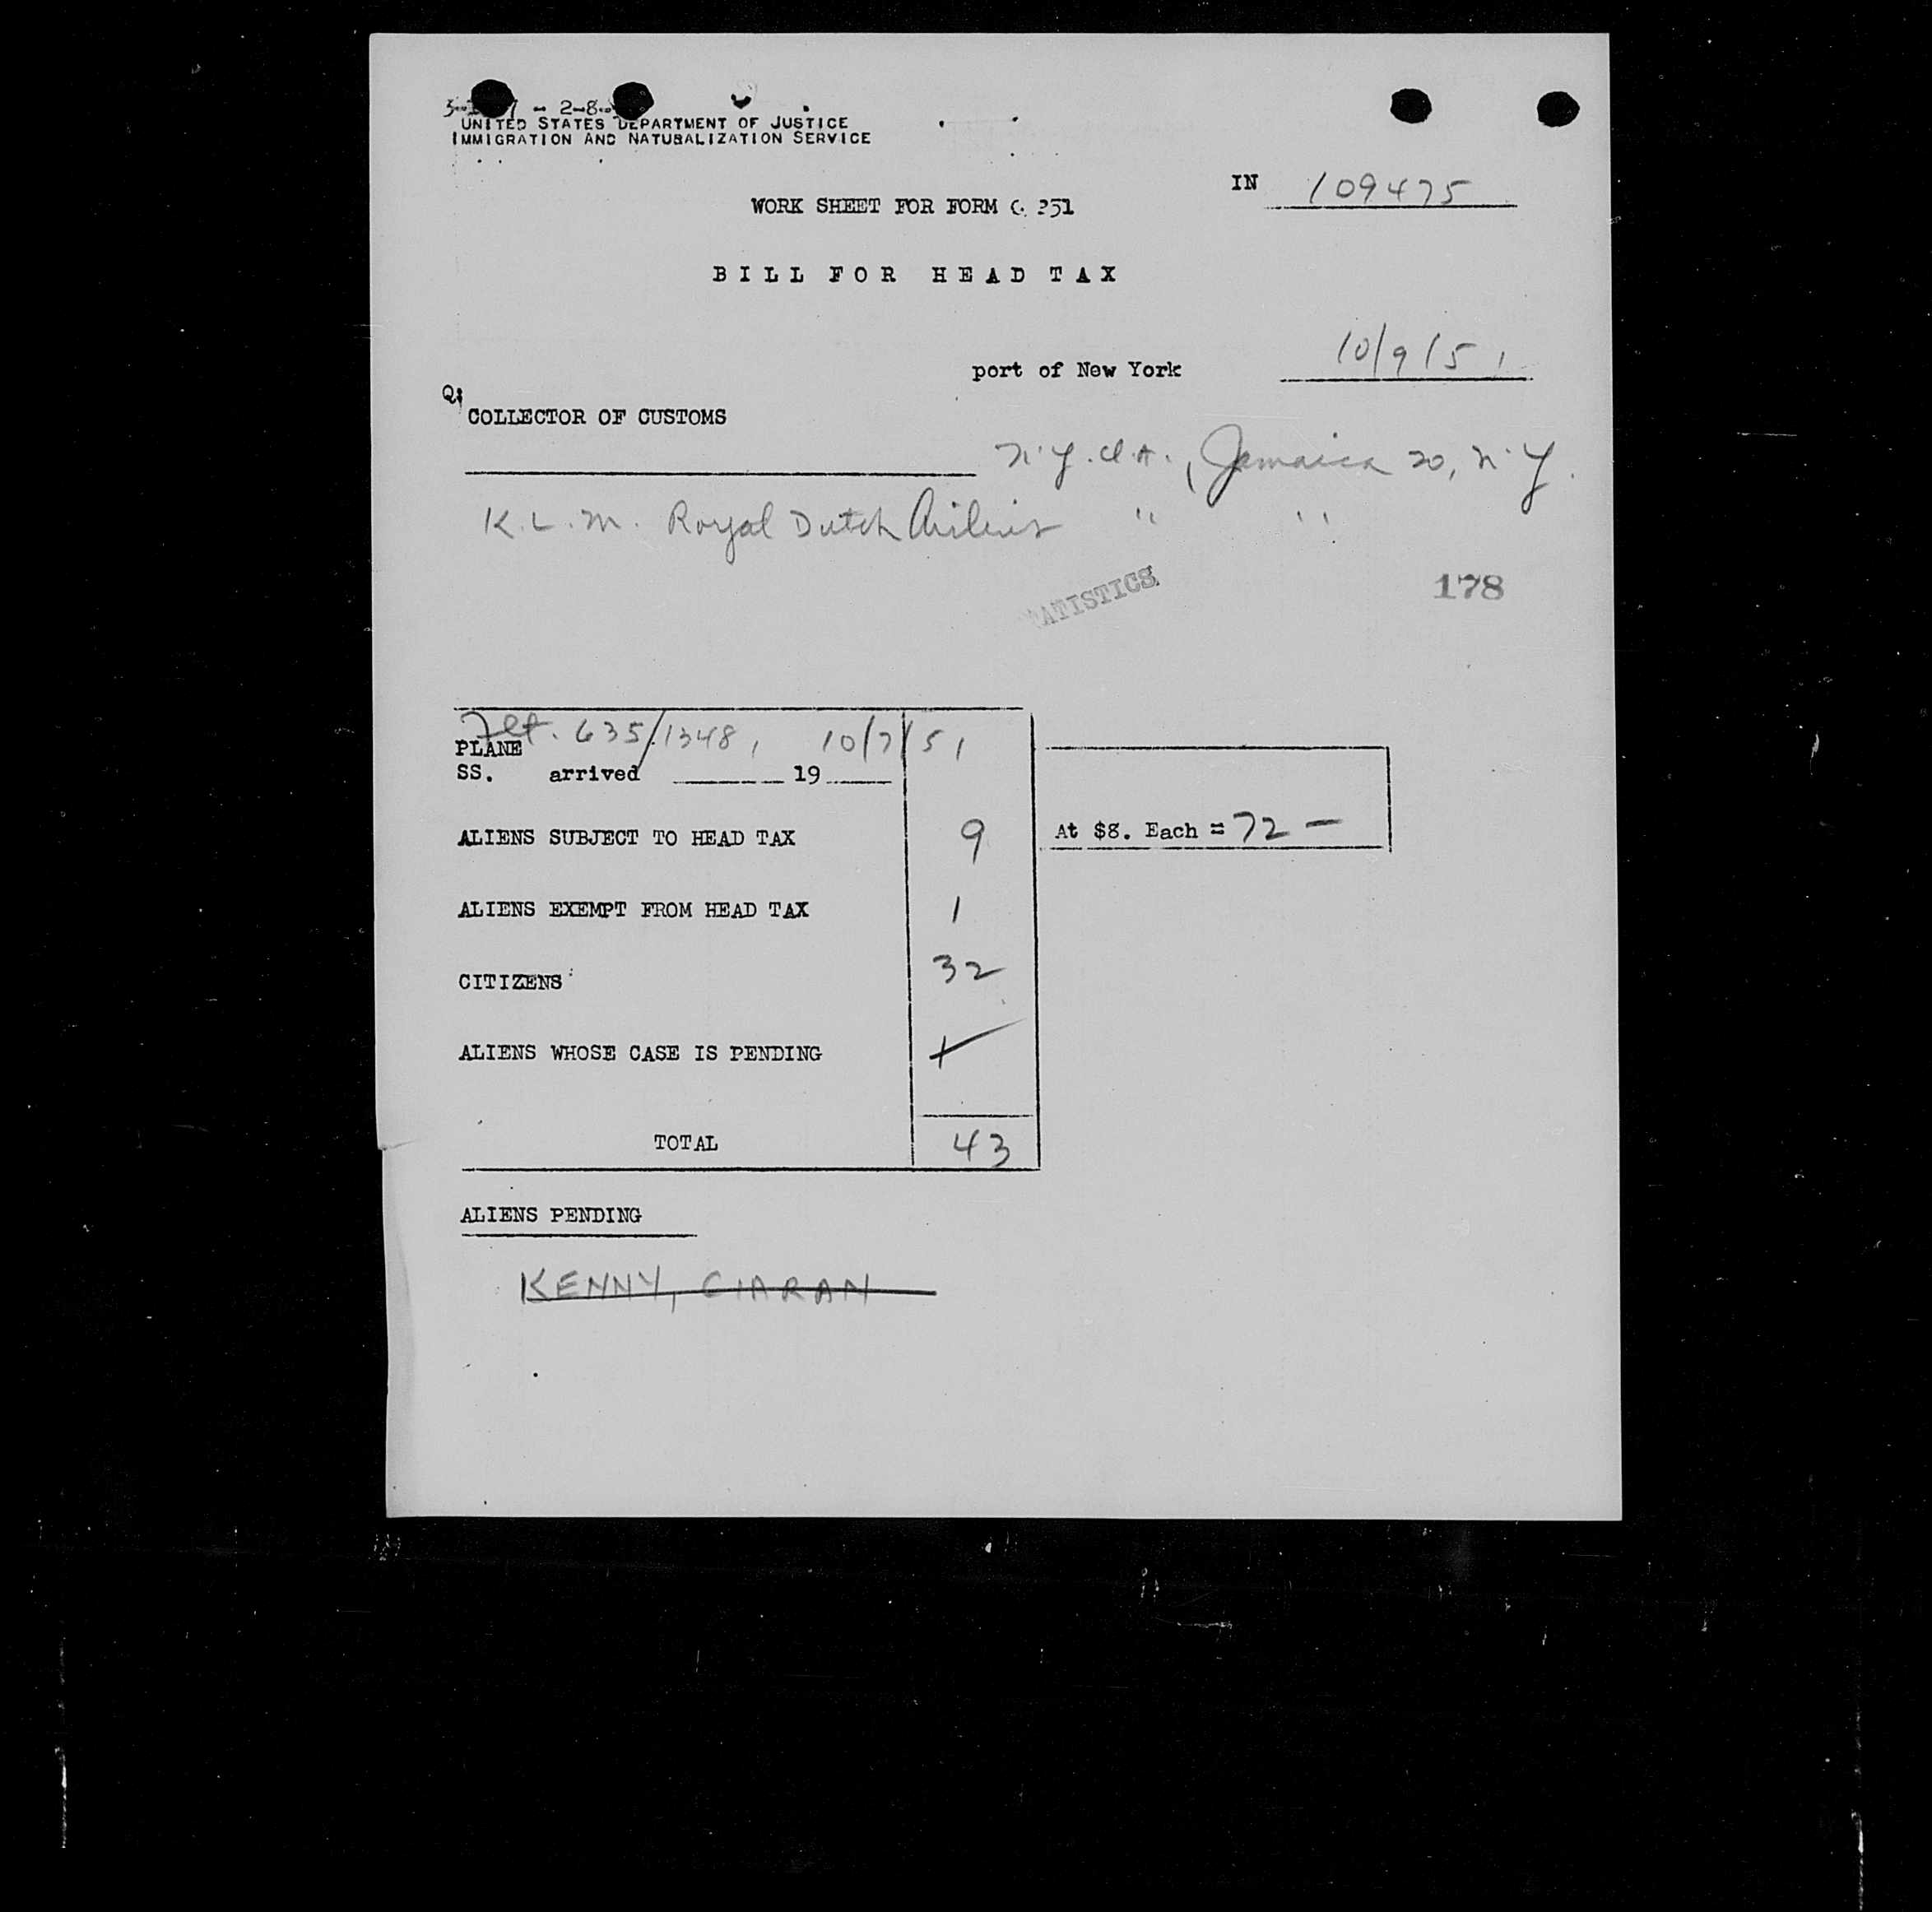 UNITED STATES DEPARTMENT OF JUSTICE
IMMIGRATION AND NATURALIZATION SERVICE
IN 109475
WORK SHEET FOR FORM 251
BILL FOR HEAD TAX
port of New York 10/9/51
COLLECTOR OF CUSTOMS
Jamaica 20, N.Y.
K.L.M. Royal Dutch Airlines " "
ATISTICS
178
Flt. 635/1348, 10/7/51
PLANE
SS. arrived 19
ALIENS SUBJECT TO HEAD TAX 9 At $8. Each = 72 —
ALIENS EXEMPT FROM HEAD TAX 1
CITIZENS 32
ALIENS WHOSE CASE IS PENDING
TOTAL 43
ALIENS PENDING
KENNY, CIARAN